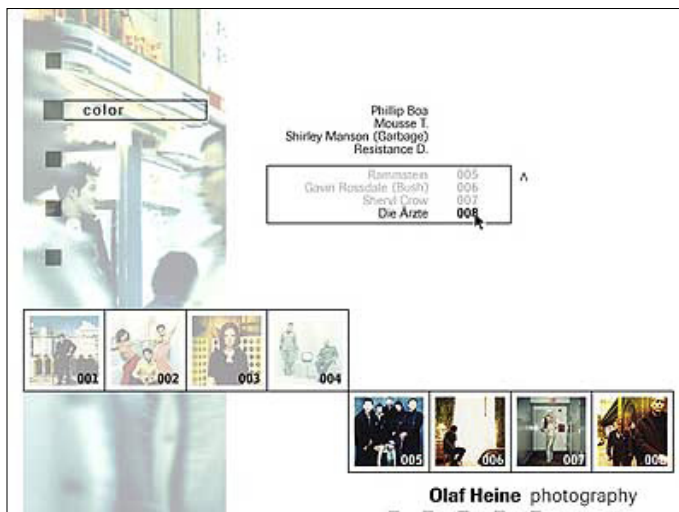 color
Phillip Boa
Mousse T.
Shirley Manson (Garbage)
Resistance D.
Rammstein 005
Gavin Rossdale (Bush) 006
Sheryl Crow 007
Die Ärzte 008
001
002
003
004
005
006
007
008
Olaf Heine photography